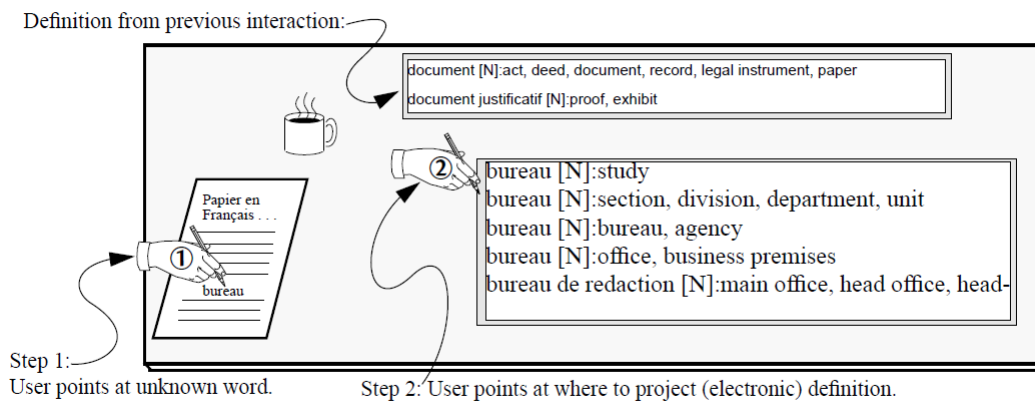 Definition from previous interaction:
document [N]:act, deed, document, record, legal instrument, paper
document justificatif [N]:proof, exhibit
②
bureau [N]:study
bureau [N]:section, division, department, unit
bureau [N]:bureau, agency
bureau [N]:office, business premises
bureau de redaction [N]:main office, head office, head-
Papier en
Français . . .
①
bureau
Step 1:
User points at unknown word.
Step 2: User points at where to project (electronic) definition.